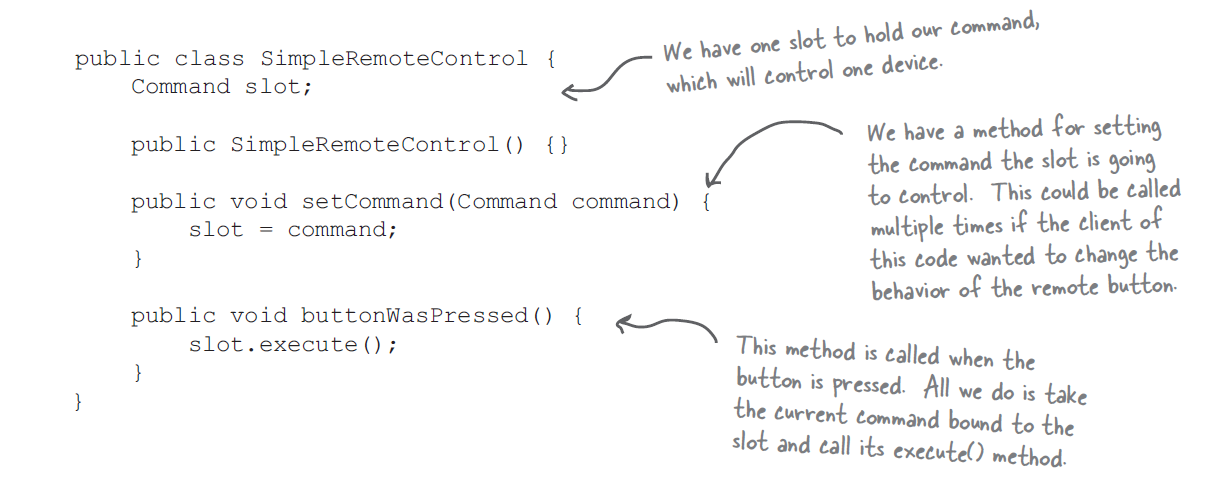 public class SimpleRemoteControl {
Command slot;
public SimpleRemoteControl() {}
public void setCommand(Command command) {
slot = command;
}
public void buttonWasPressed() {
slot.execute();
}
}
We have one slot to hold our command,
which will control one device.
We have a method for setting
the command the slot is going
to control. This could be called
multiple times if the client of
this code wanted to change the
behavior of the remote button.
This method is called when the
button is pressed. All we do is take
the current command bound to the
slot and call its execute() method.